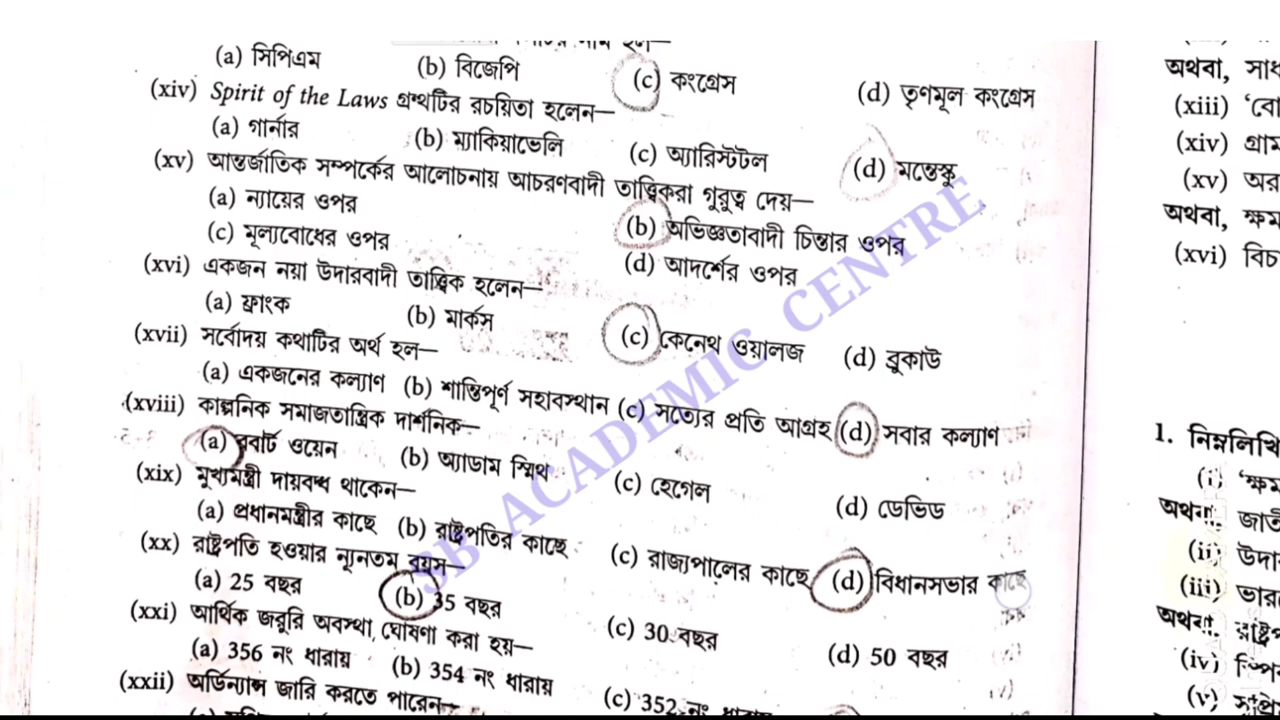 (a) সিপিএম (b) বিজেপি (c) কংগ্রেস (d) তৃণমূল কংগ্রেস
(xiv) Spirit of the Laws গ্রন্থটির রচয়িতা হলেন—
(a) গার্নার (b) ম্যাকিয়াভেলি (c) অ্যারিস্টটল (d) মন্তেস্কু
(xv) আন্তর্জাতিক সম্পর্কের আলোচনায় আচরণবাদী তাত্ত্বিকরা গুরুত্ব দেয়—
(a) ন্যায়ের ওপর (b) অভিজ্ঞতাবাদী চিন্তার ওপর
(c) মূল্যবোধের ওপর (d) আদর্শের ওপর
(xvi) একজন নয়া উদারবাদী তাত্ত্বিক হলেন—
(a) ফ্রাংক (b) মার্কস (c) কেনেথ ওয়ালজ (d) ব্লুকাউ
(xvii) সর্বোদয় কথাটির অর্থ হল—
(a) একজনের কল্যাণ (b) শান্তিপূর্ণ সহাবস্থান (c) সত্যের প্রতি আগ্রহ (d) সবার কল্যাণ
(xviii) কাল্পনিক সমাজতান্ত্রিক দার্শনিক—
(a) রবার্ট ওয়েন (b) অ্যাডাম স্মিথ (c) হেগেল (d) ডেভিড
(xix) মুখ্যমন্ত্রী দায়বদ্ধ থাকেন—
(a) প্রধানমন্ত্রীর কাছে (b) রাষ্ট্রপতির কাছে (c) রাজ্যপালের কাছে (d) বিধানসভার কাছে
(xx) রাষ্ট্রপতি হওয়ার ন্যূনতম বয়স—
(a) 25 বছর (b) 35 বছর (c) 30 বছর (d) 50 বছর
(xxi) আর্থিক জরুরি অবস্থা ঘোষণা করা হয়—
(a) 356 নং ধারায় (b) 354 নং ধারায় (c) 352 নং ধারায়
(xxii) অর্ডিন্যান্স জারি করতে পারেন—
SB ACADEMIC CENTRE
অথবা,
(xiii)
(xiv)
(xv)
অথবা,
(xvi)
1.
(i)
অথবা,
(ii)
(iii)
অথবা,
(iv)
(v)